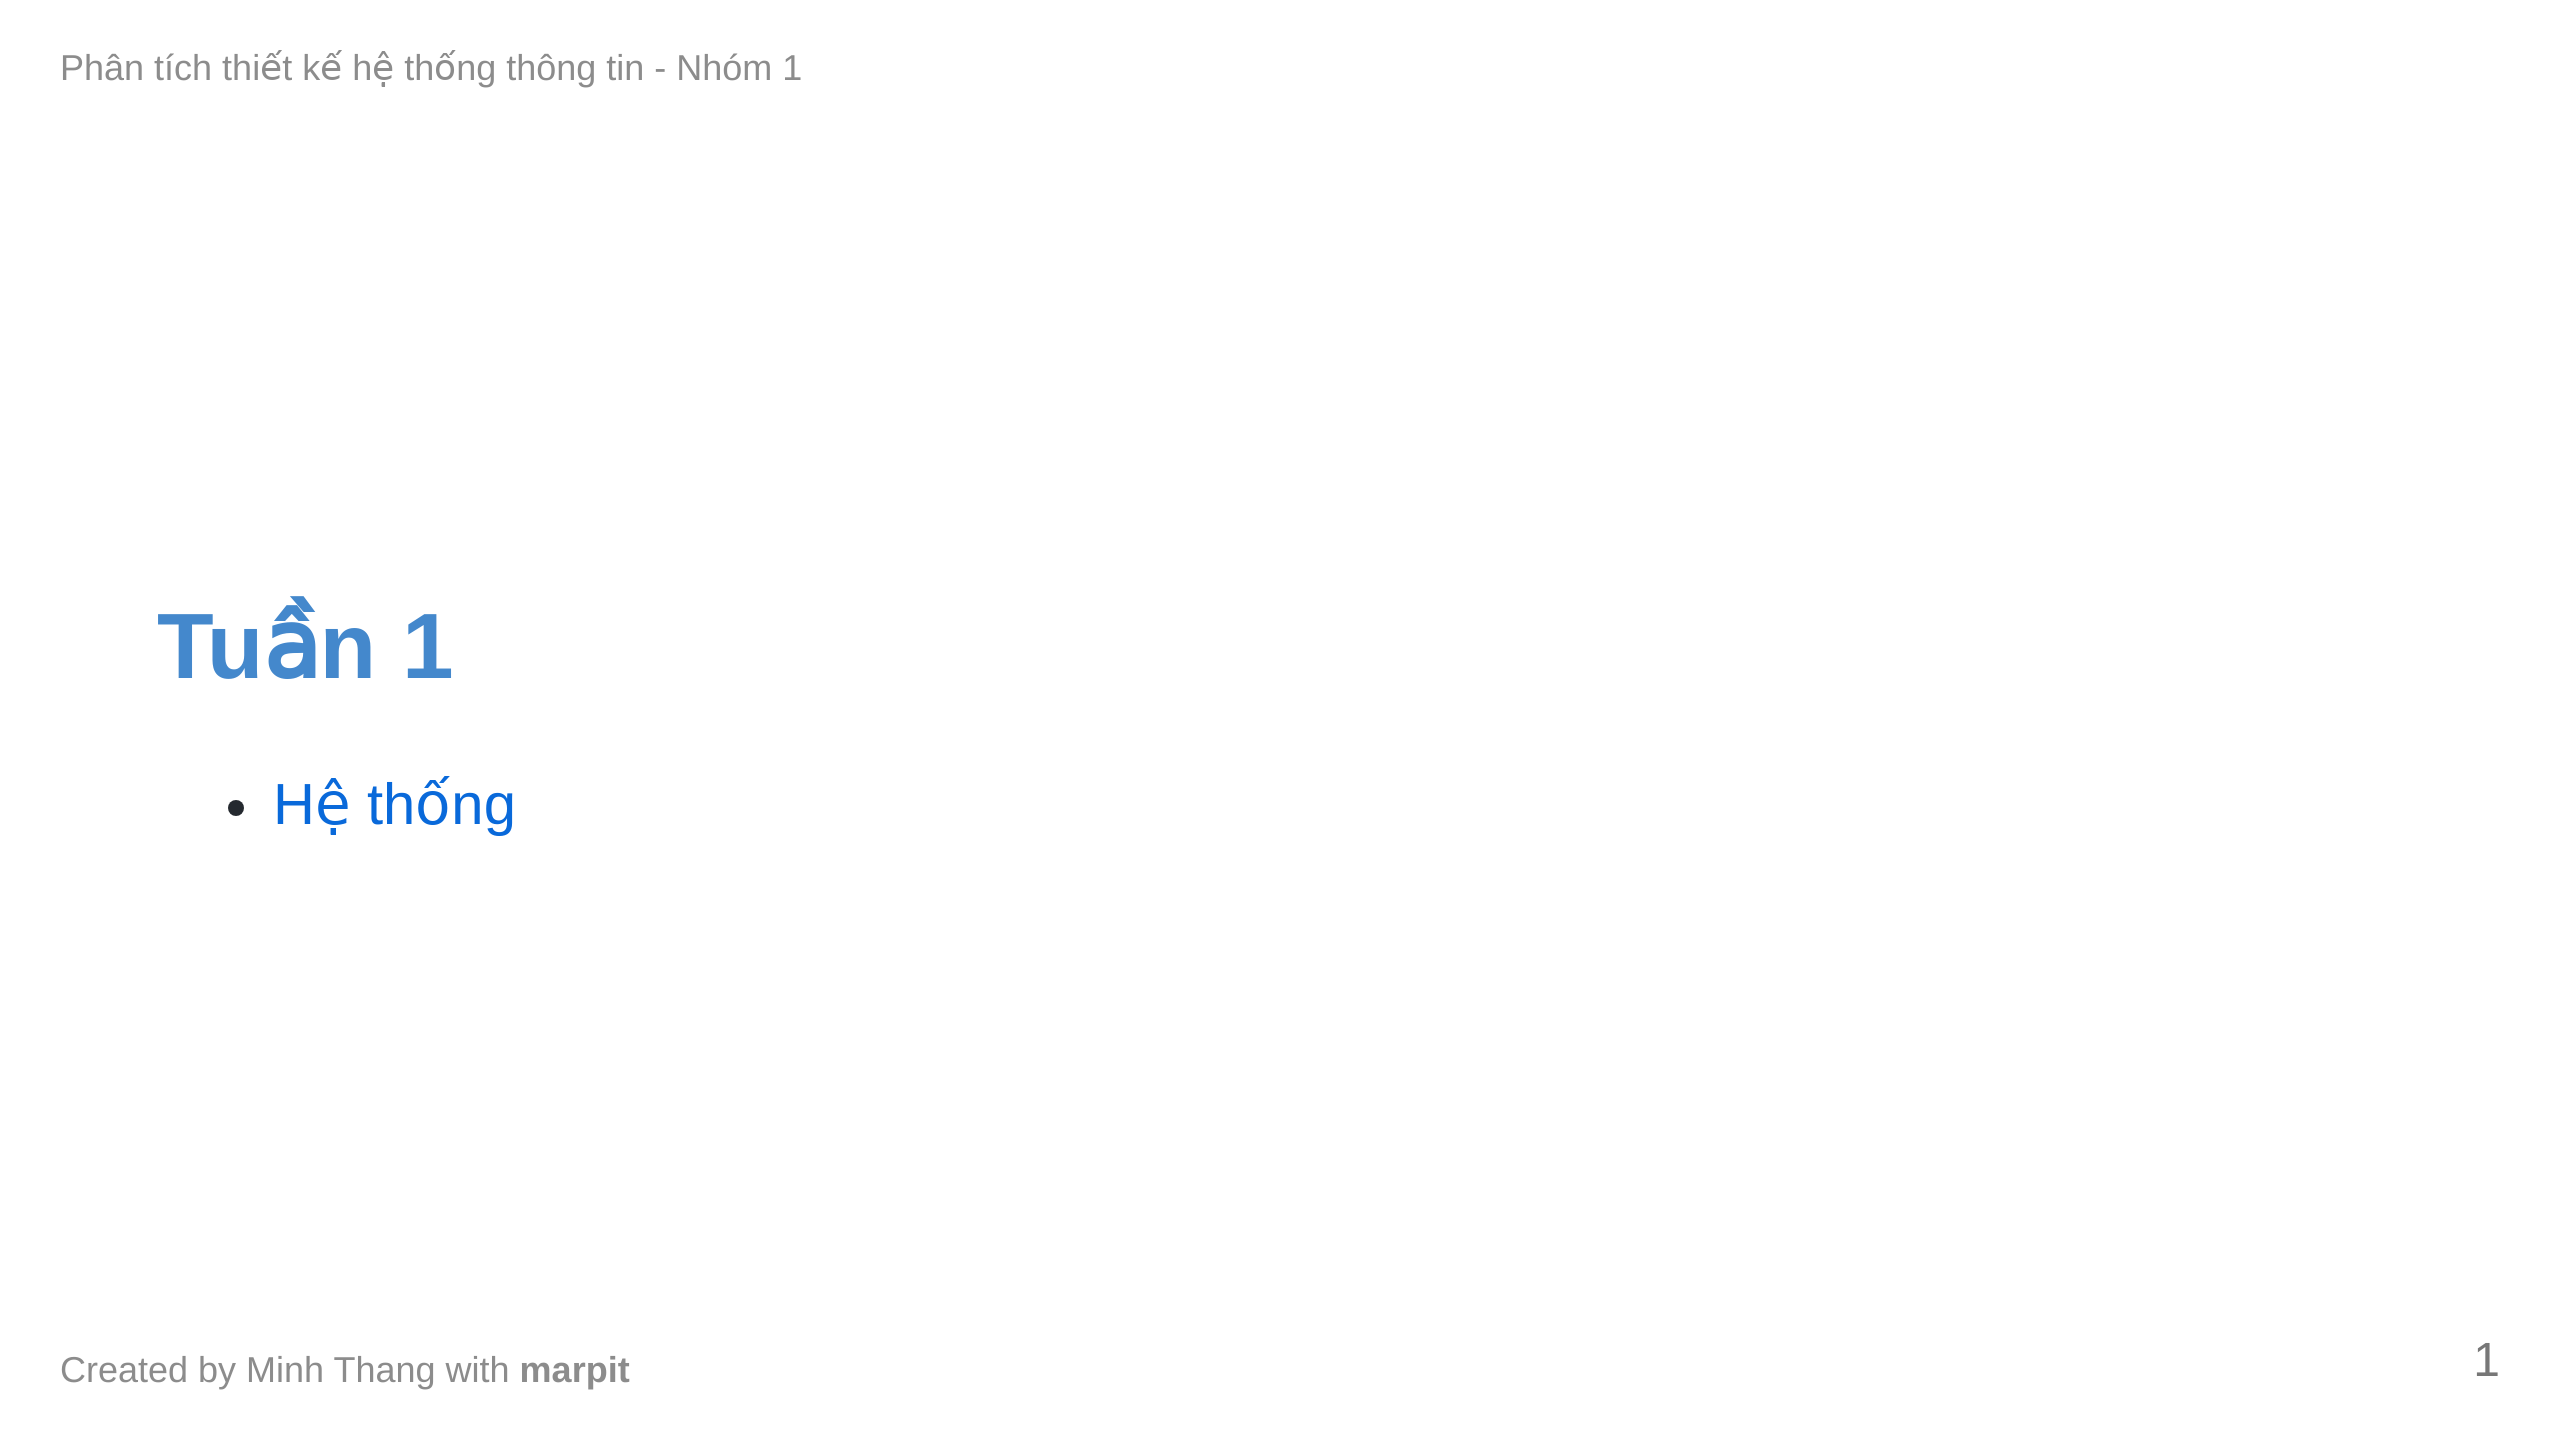 Phân tích thiết kế hệ thống thông tin - Nhóm 1
Tuần 1
• Hệ thống
Created by Minh Thang with marpit
1